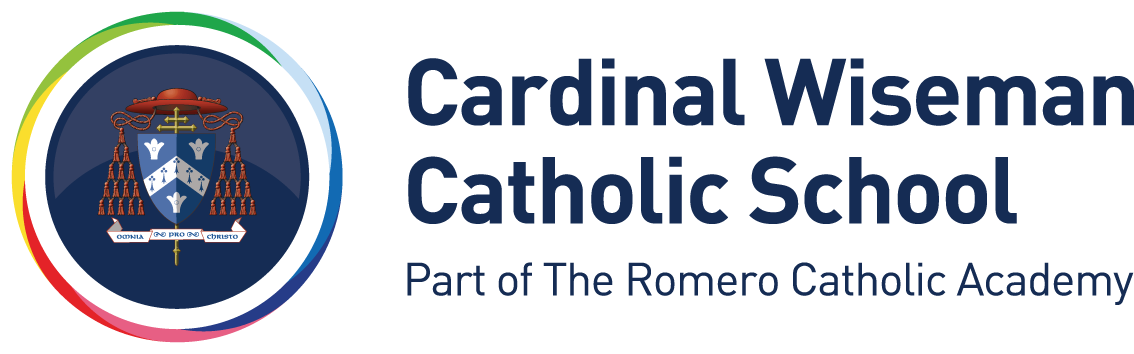 OMNIA PRO CHRISTO
Cardinal Wiseman
Catholic School
Part of The Romero Catholic Academy